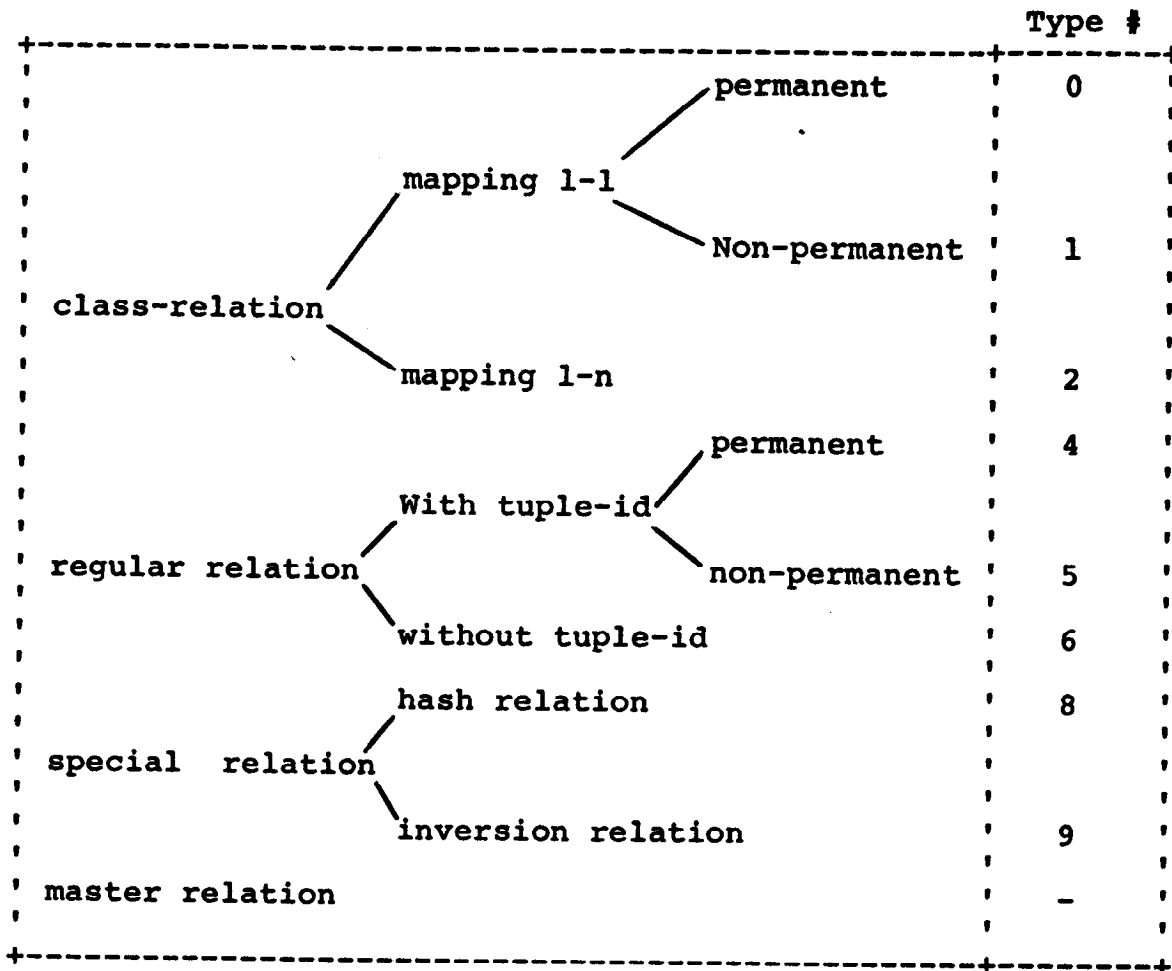 Type #
permanent 0
mapping 1-1
Non-permanent 1
class-relation
mapping 1-n 2
permanent 4
With tuple-id
regular relation non-permanent 5
without tuple-id 6
hash relation 8
special relation
inversion relation 9
master relation -